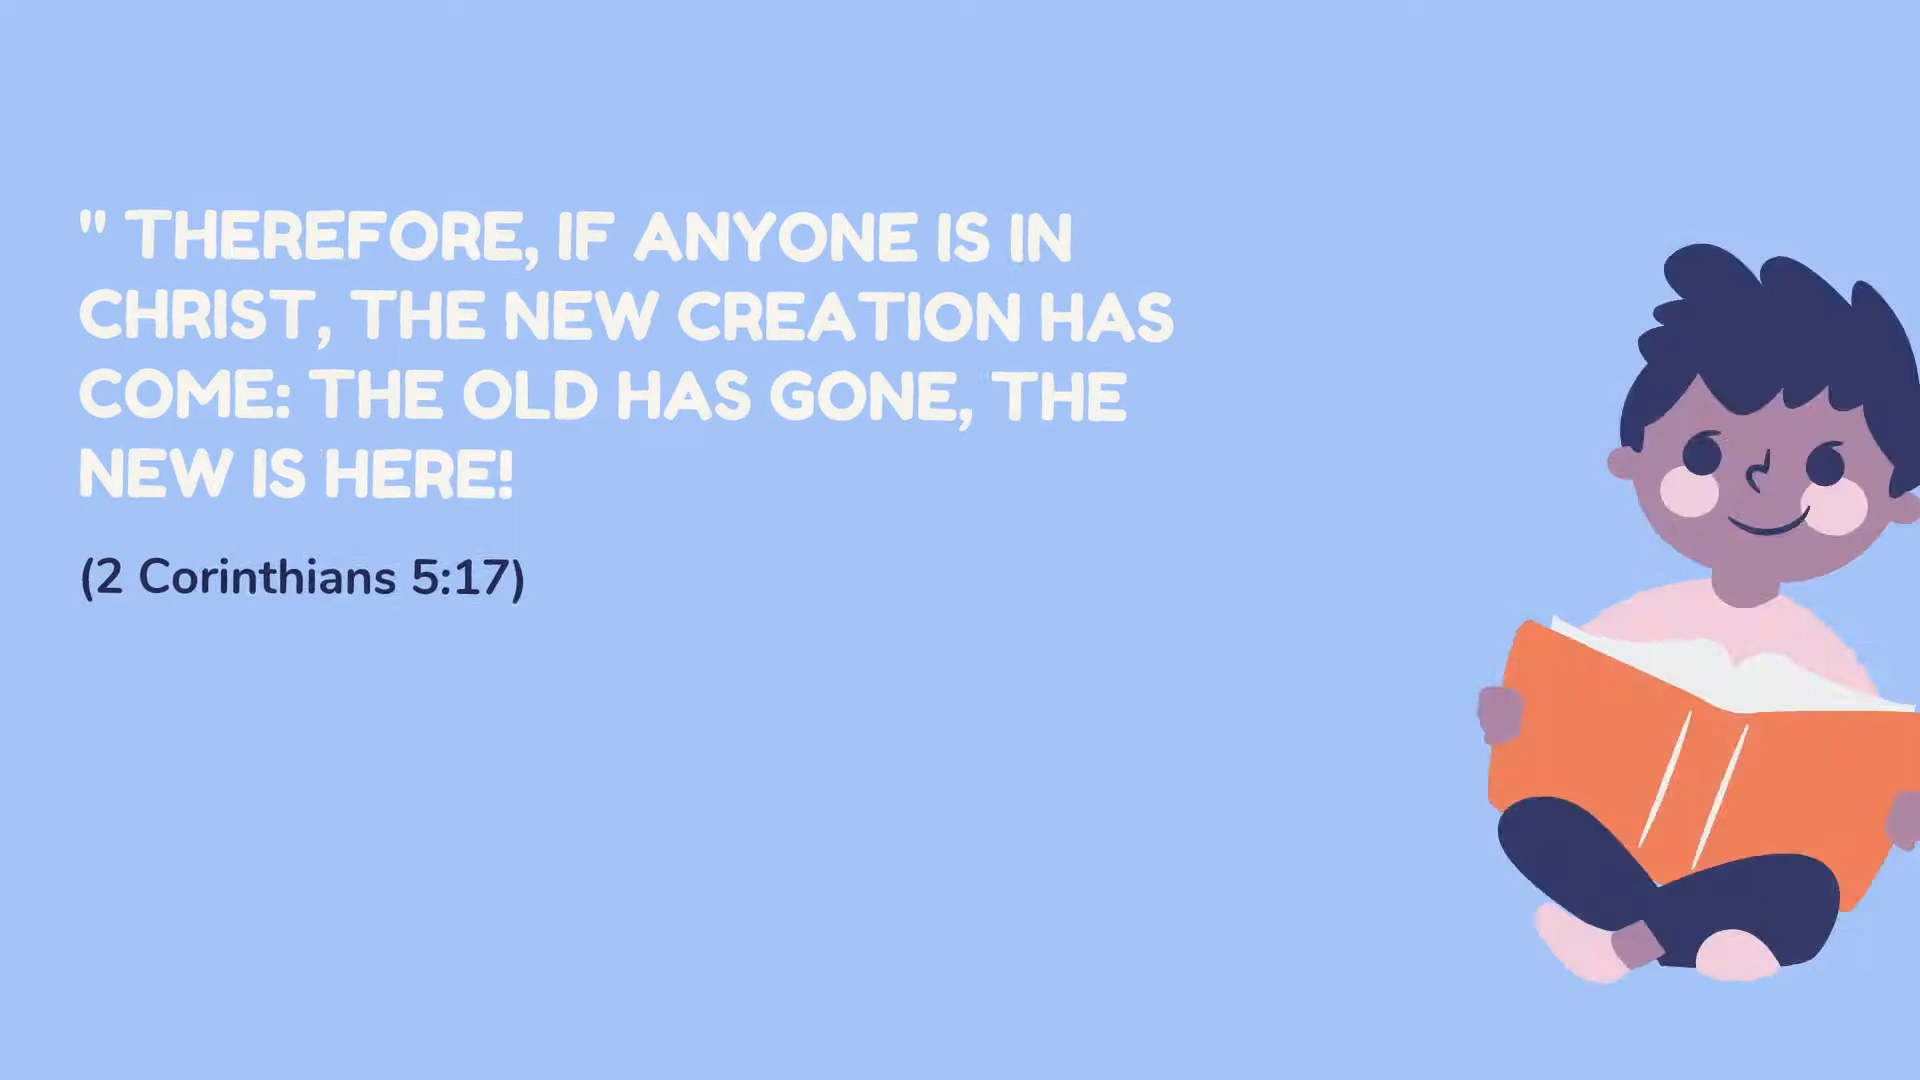 " THEREFORE, IF ANYONE IS IN
CHRIST, THE NEW CREATION HAS
COME: THE OLD HAS GONE, THE
NEW IS HERE!
(2 Corinthians 5:17)